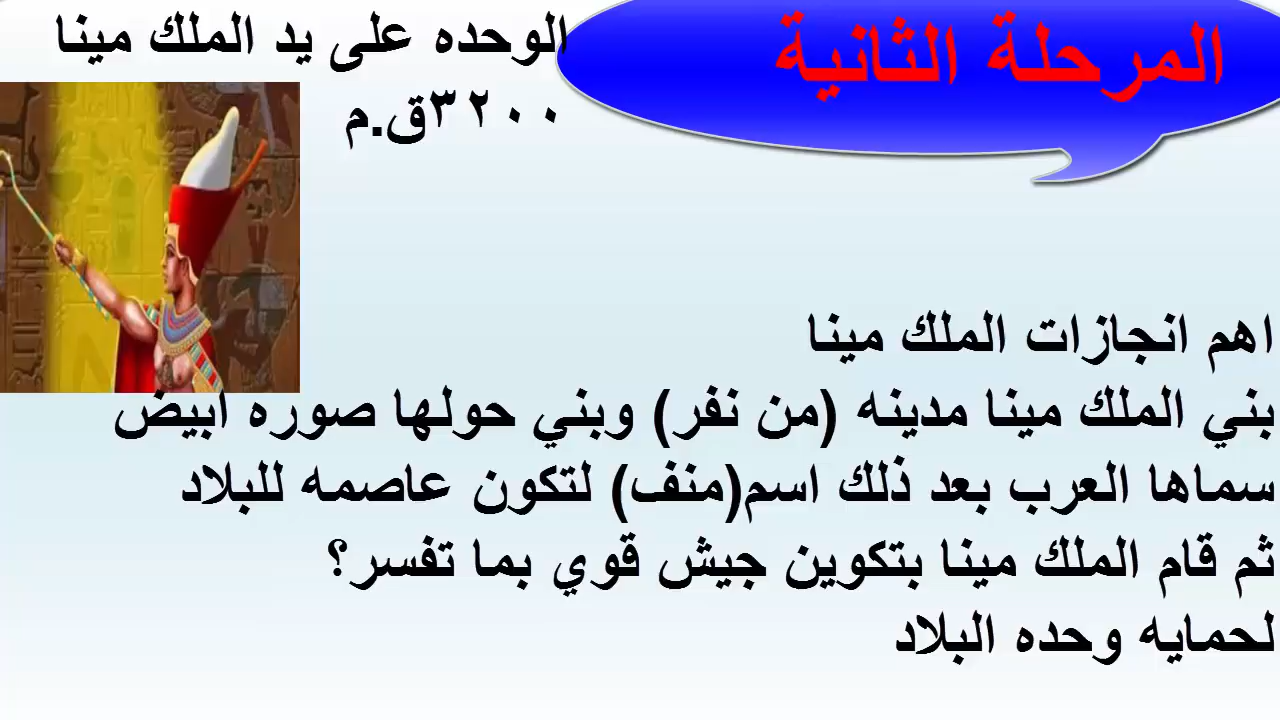 المرحلة الثانية
الوحده على يد الملك مينا
٣٢٠٠ق.م
اهم انجازات الملك مينا
بني الملك مينا مدينه (من نفر) وبني حولها صوره ابيض
سماها العرب بعد ذلك اسم(منف) لتكون عاصمه للبلاد
ثم قام الملك مينا بتكوين جيش قوي بما تفسر؟
لحمايه وحده البلاد